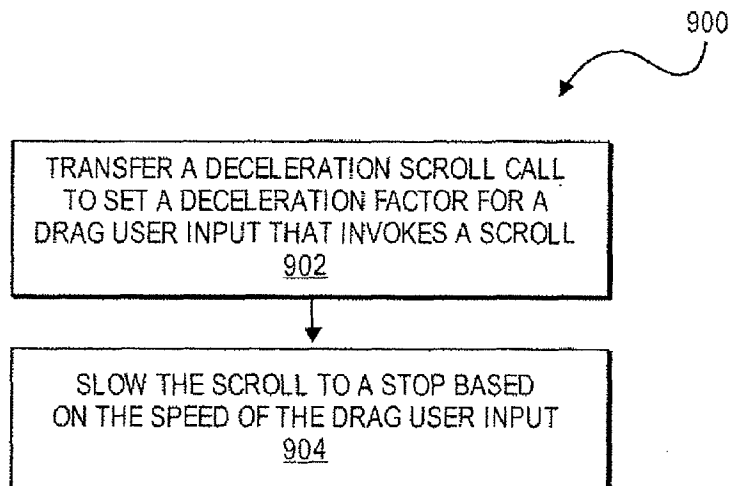 900
TRANSFER A DECELERATION SCROLL CALL
TO SET A DECELERATION FACTOR FOR A
DRAG USER INPUT THAT INVOKES A SCROLL
902
SLOW THE SCROLL TO A STOP BASED
ON THE SPEED OF THE DRAG USER INPUT
904